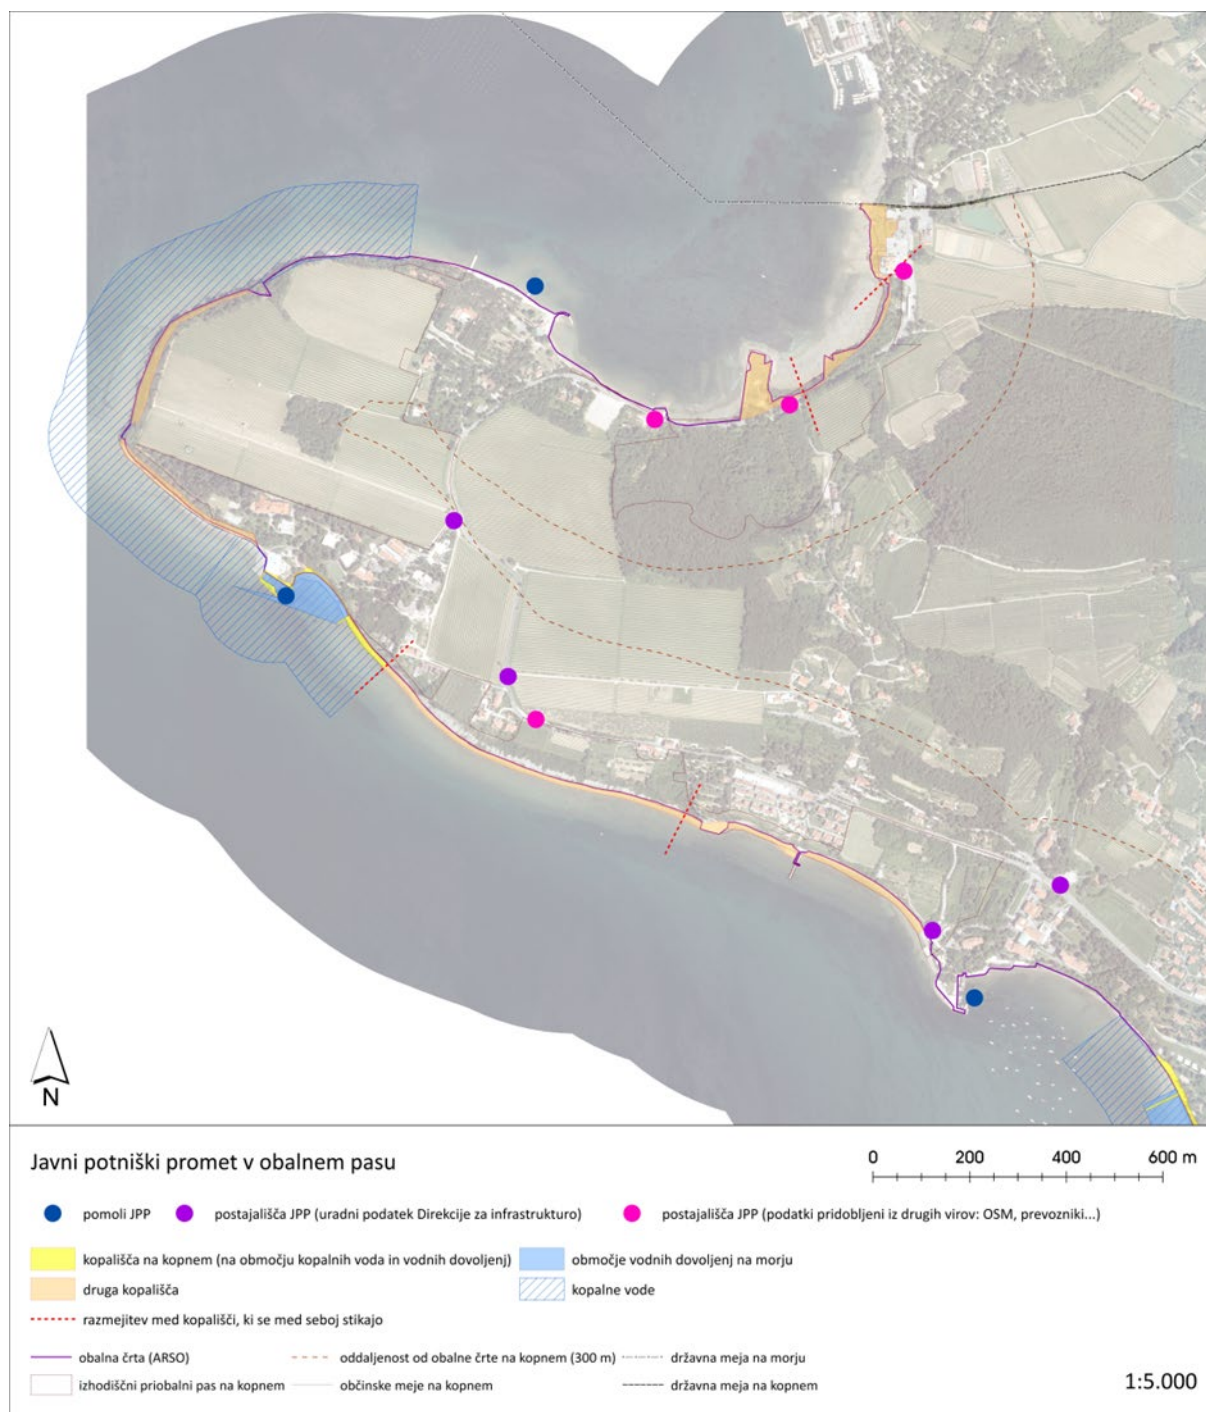 N
Javni potniški promet v obalnem pasu
0 200 400 600 m
pomoli JPP
postajališča JPP (uradni podatek Direkcije za infrastrukturo)
postajališča JPP (podatki pridobljeni iz drugih virov: OSM, prevozniki...)
kopališča na kopnem (na območju kopalnih voda in vodnih dovoljenj)
območje vodnih dovoljenj na morju
druga kopališča
kopalne vode
razmejitev med kopališči, ki se med seboj stikajo
obalna črta (ARSO)
oddaljenost od obalne črte na kopnem (300 m)
državna meja na morju
izhodiščni priobalni pas na kopnem
občinske meje na kopnem
državna meja na kopnem
1:5.000